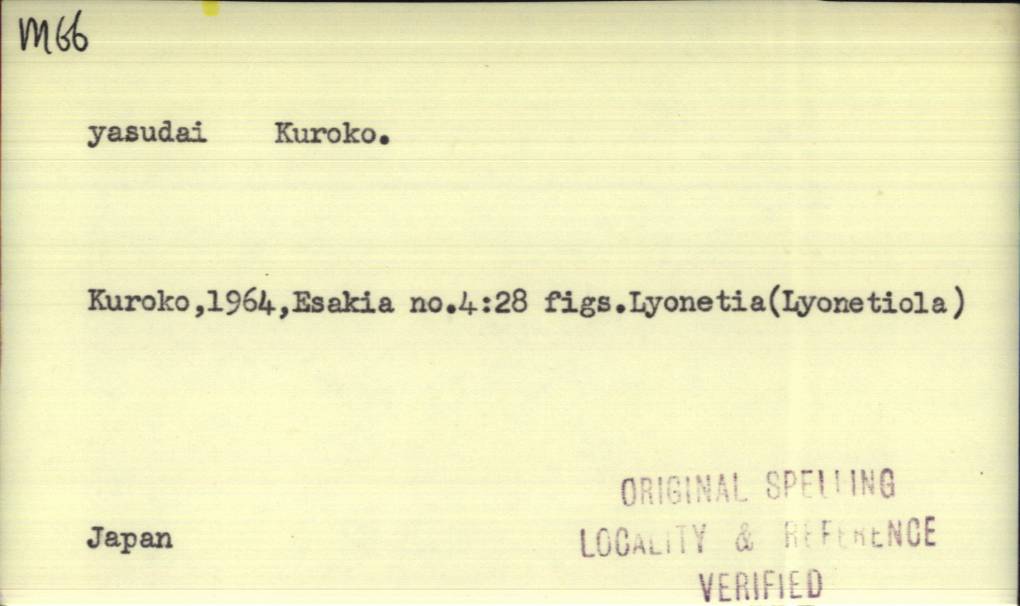 M66
yasudai Kuroko.
Kuroko,1964,Esakia no.4:28 figs.Lyonetia(Lyonetiola)
Japan
ORIGINAL SPELLING
LOCALITY & REFERENCE
VERIFIED